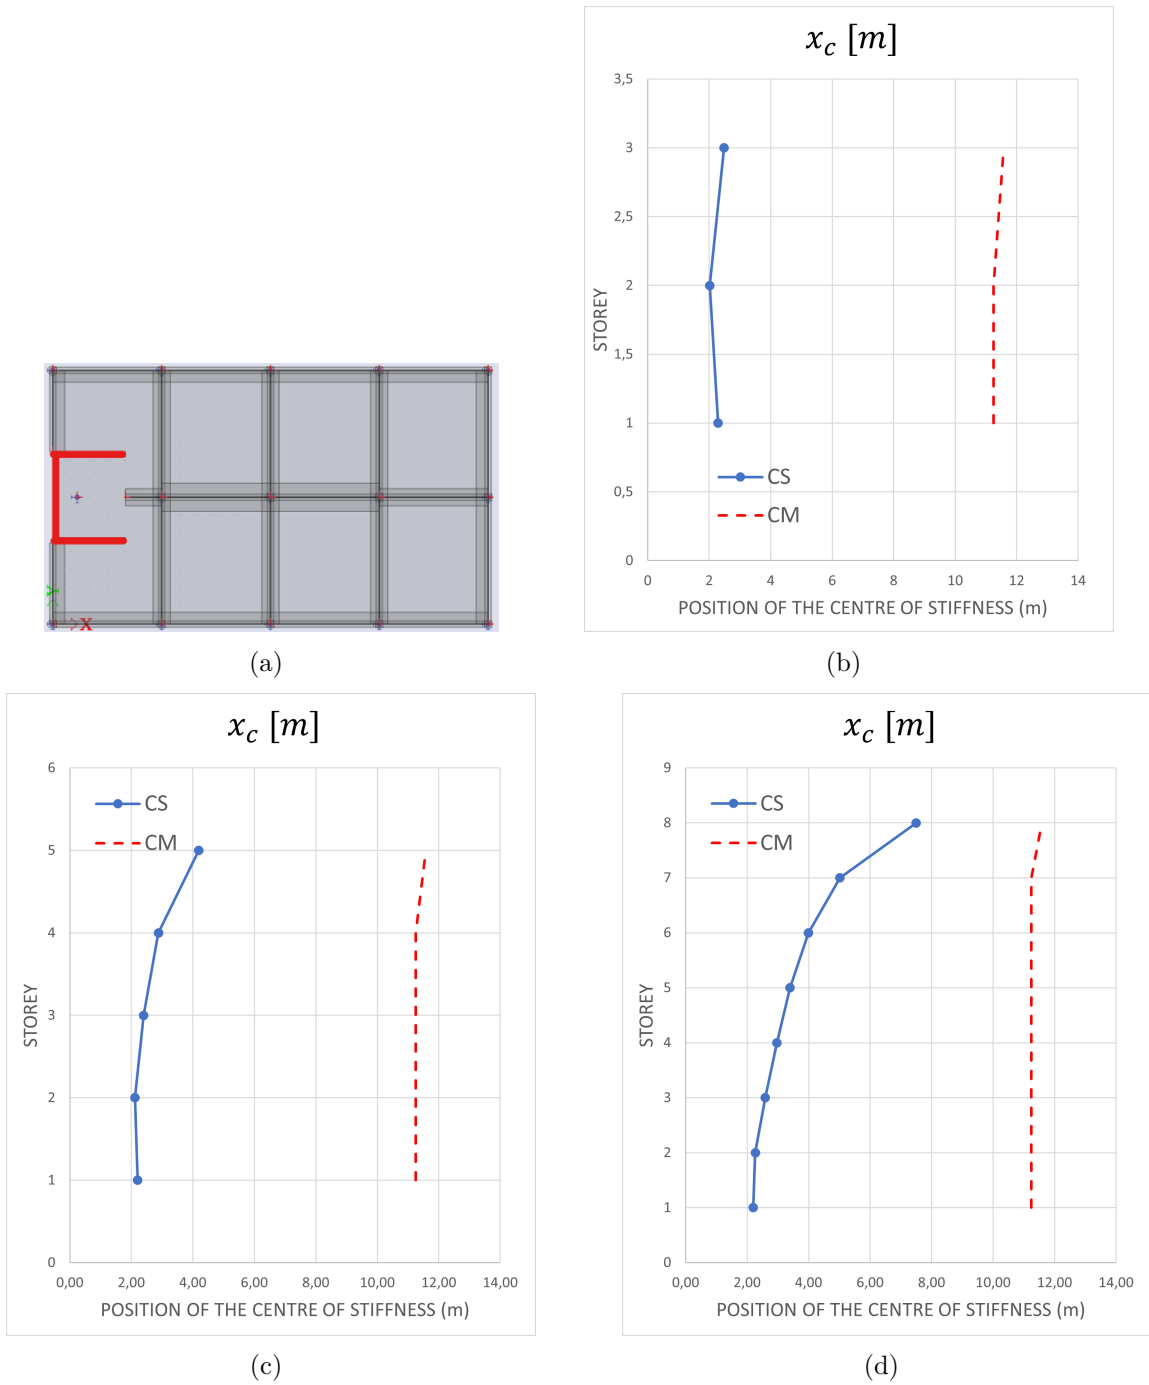 x_c [m]
3,5
3
2,5
2
1,5
1
0,5
0
STOREY
CS
CM
0 2 4 6 8 10 12 14
POSITION OF THE CENTRE OF STIFFNESS (m)
Y
X
(a)
(b)
x_c [m]
6
5
4
3
2
1
0
STOREY
CS
CM
0,00 2,00 4,00 6,00 8,00 10,00 12,00 14,00
POSITION OF THE CENTRE OF STIFFNESS (m)
(c)
x_c [m]
9
8
7
6
5
4
3
2
1
0
STOREY
CS
CM
0,00 2,00 4,00 6,00 8,00 10,00 12,00 14,00
POSITION OF THE CENTRE OF STIFFNESS (m)
(d)